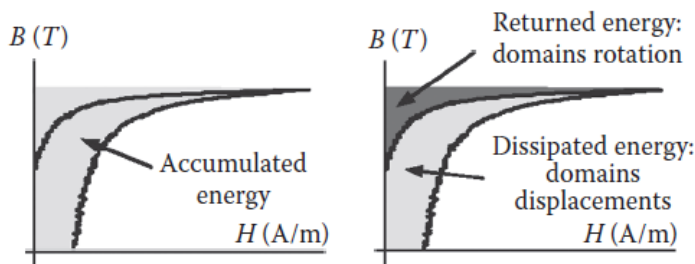 B (T)
Accumulated
energy
H (A/m)
B (T)
Returned energy:
domains rotation
Dissipated energy:
domains
displacements
H (A/m)